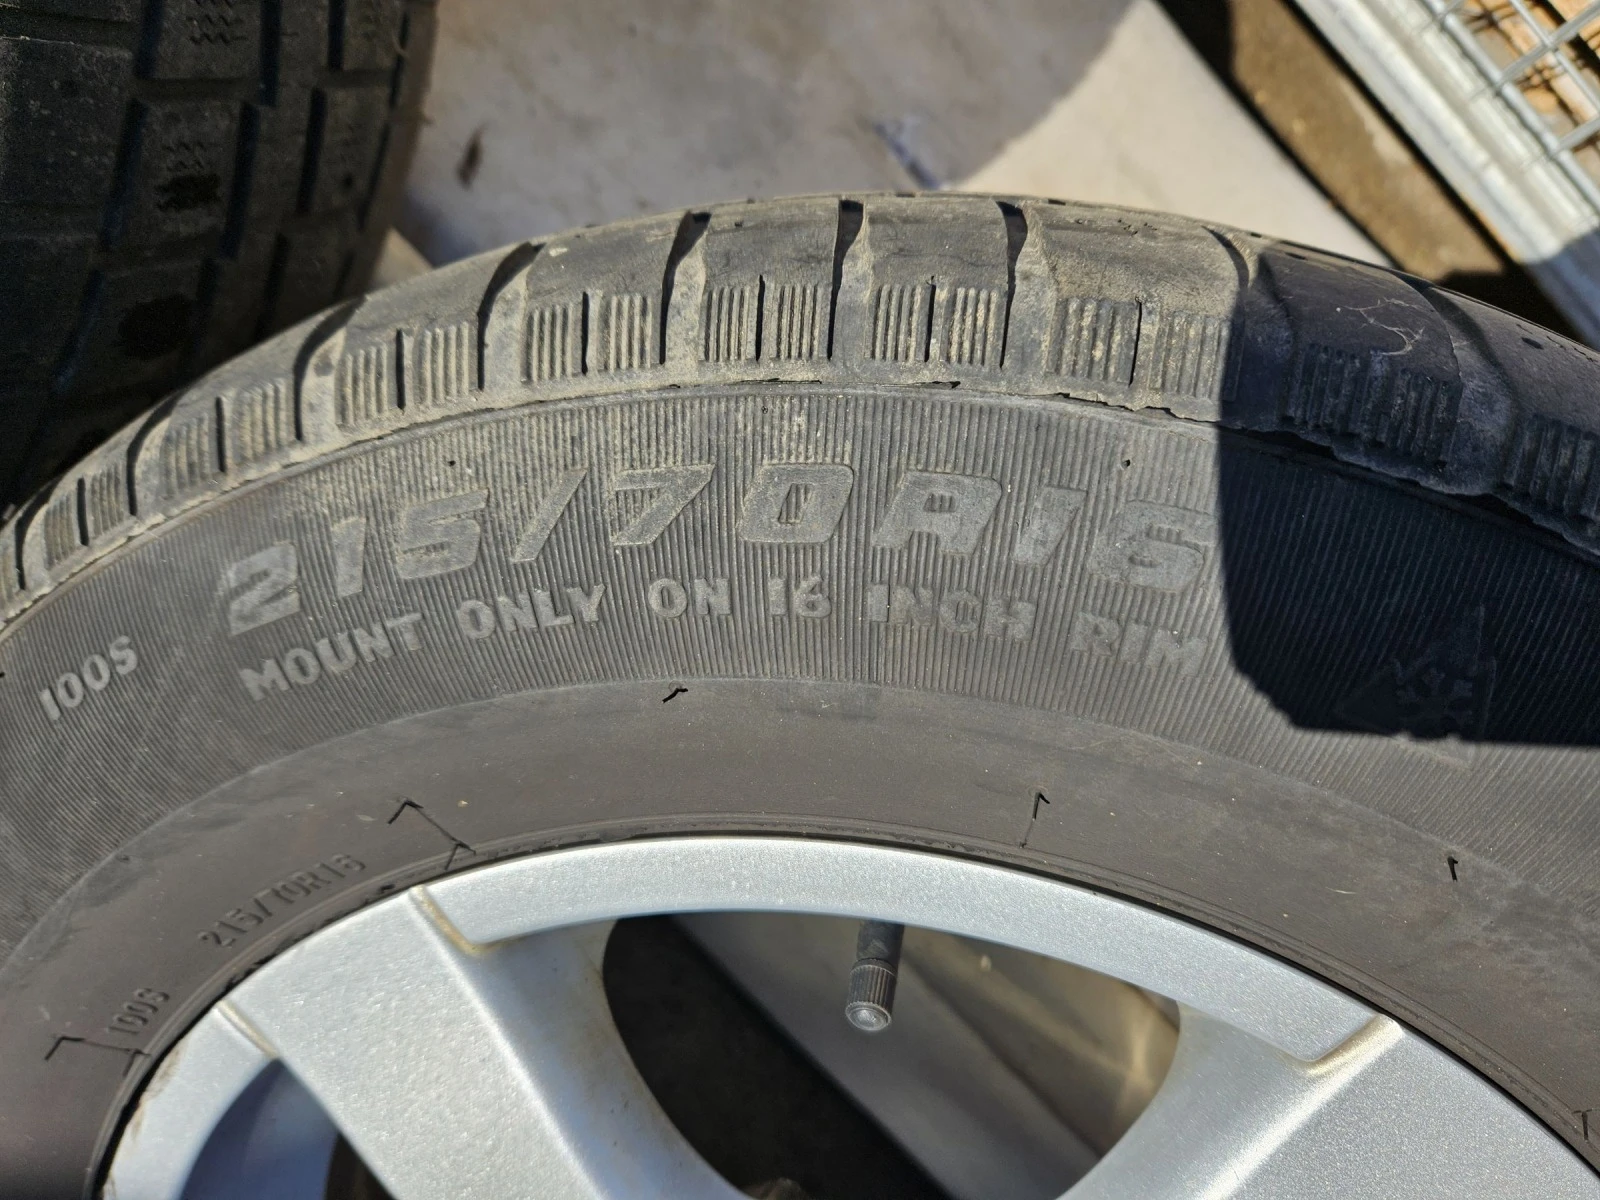 215/70R16
MOUNT ONLY ON 16 INCH RIM
100S
215/70R16
100S